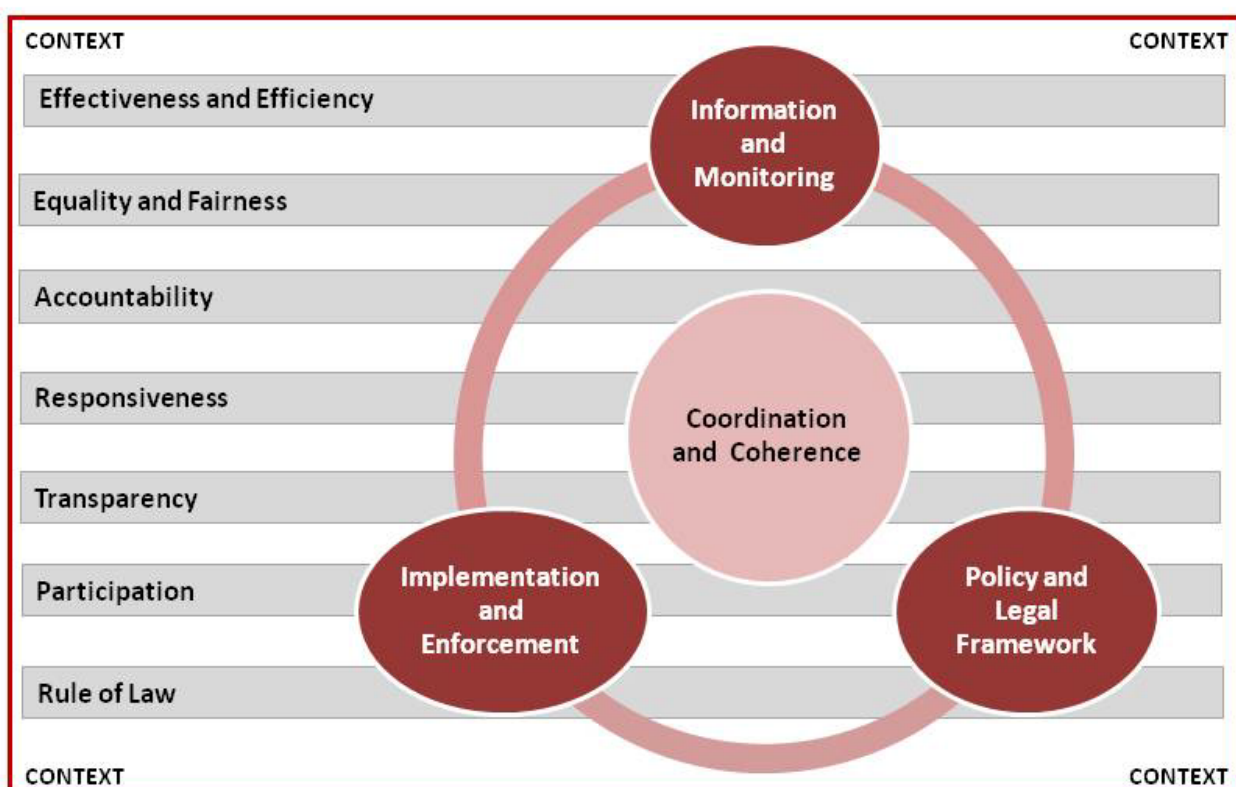 CONTEXT
CONTEXT
Effectiveness and Efficiency
Information
and
Monitoring
Equality and Fairness
Accountability
Responsiveness
Coordination
and Coherence
Transparency
Implementation
and
Enforcement
Policy and
Legal
Framework
Participation
Rule of Law
CONTEXT
CONTEXT